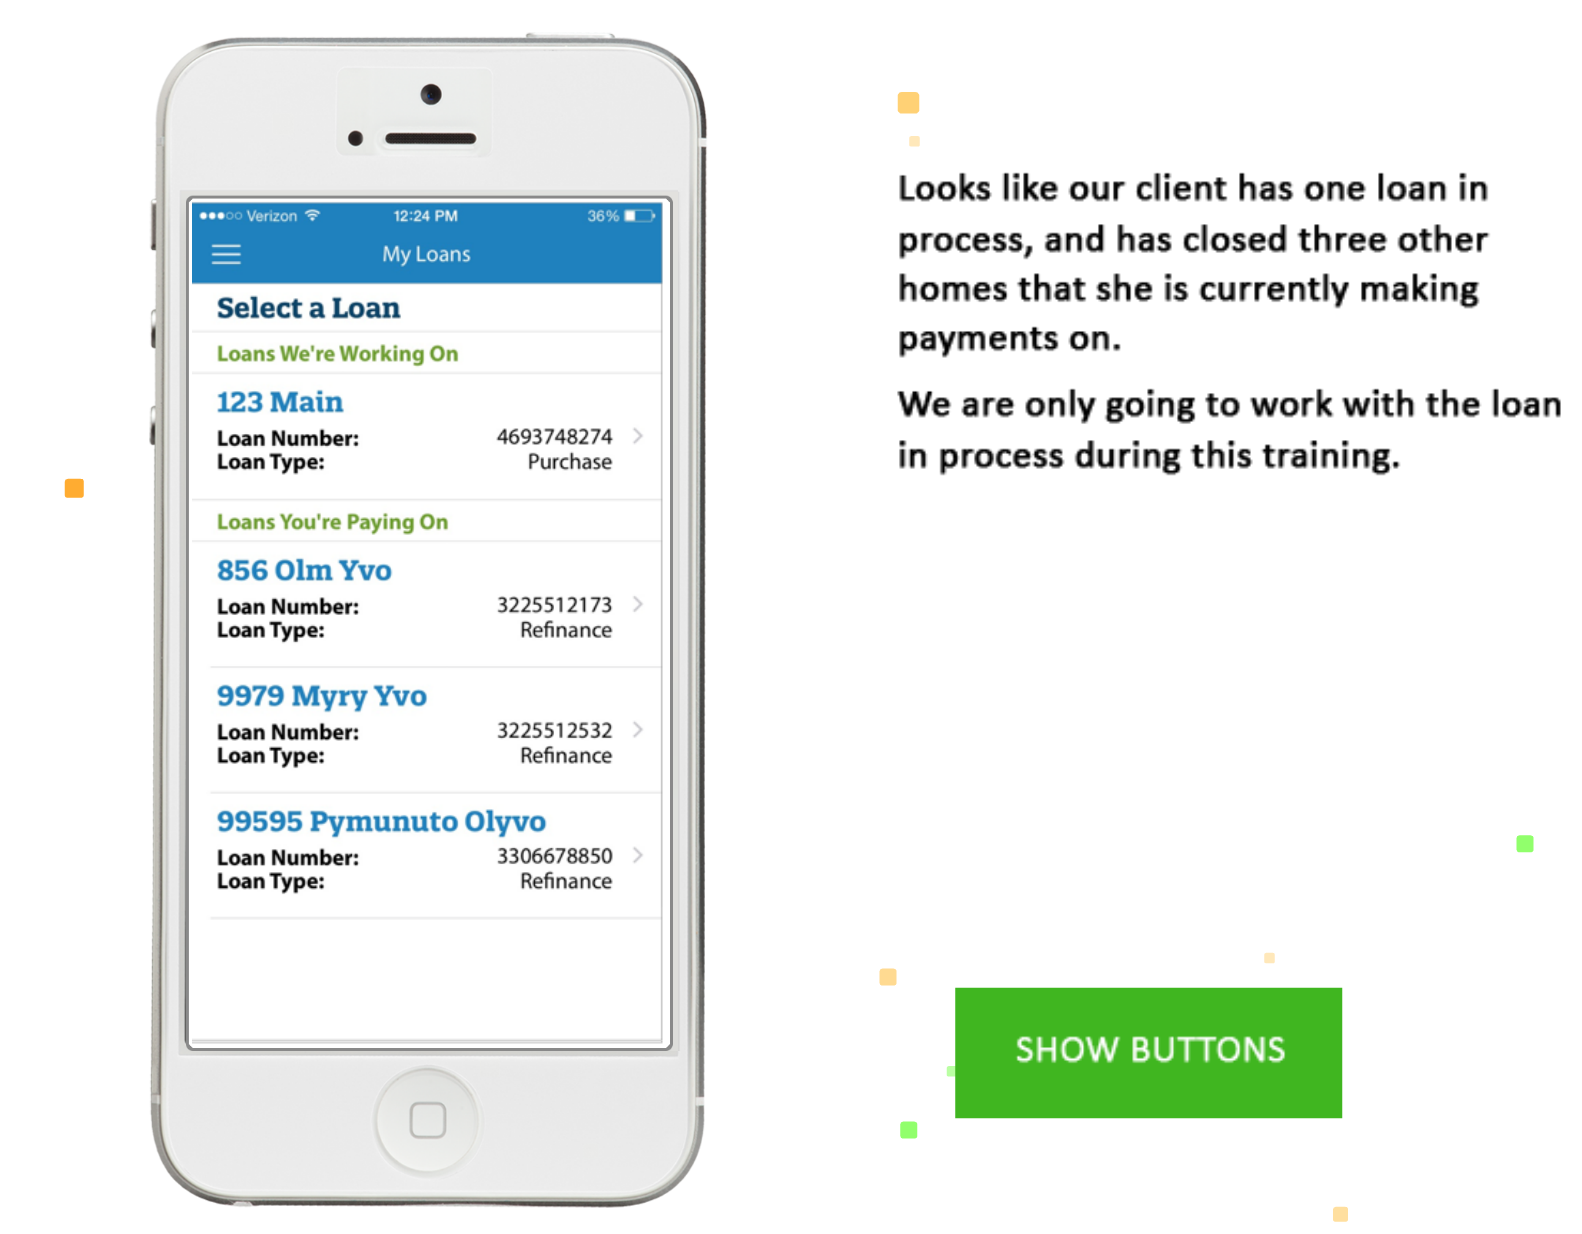 Verizon 12:24 PM 36%
My Loans
Select a Loan
Loans We're Working On
123 Main
Loan Number: 4693748274
Loan Type: Purchase
Loans You're Paying On
856 Olm Yvo
Loan Number: 3225512173
Loan Type: Refinance
9979 Myry Yvo
Loan Number: 3225512532
Loan Type: Refinance
99595 Pymunuto Olyvo
Loan Number: 3306678850
Loan Type: Refinance
Looks like our client has one loan in
process, and has closed three other
homes that she is currently making
payments on.
We are only going to work with the loan
in process during this training.
SHOW BUTTONS